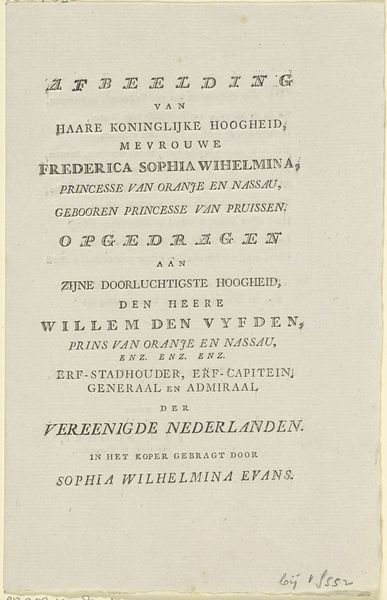 AFBEELDING
VAN
HAARE KONINGLIJKE HOOGHEID,
MEVROUWE
FREDERICA SOPHIA WIHELMINA,
PRINCESSE VAN ORANJE EN NASSAU,
GEBOOREN PRINCESSE VAN PRUISSEN.
OPGEDRAGEN
AAN
ZIJNE DOORLUCHTIGSTE HOOGHEID,
DEN HEERE
WILLEM DEN VYFDEN,
PRINS VAN ORANJE EN NASSAU,
ENZ. ENZ. ENZ.
ERF-STADHOUDER, ERF-CAPITEIN,
GENERAAL EN ADMIRAAL
DER
VEREENIGDE NEDERLANDEN.
IN HET KOPER GEBRAGT DOOR
SOPHIA WILHELMINA EVANS.
bij